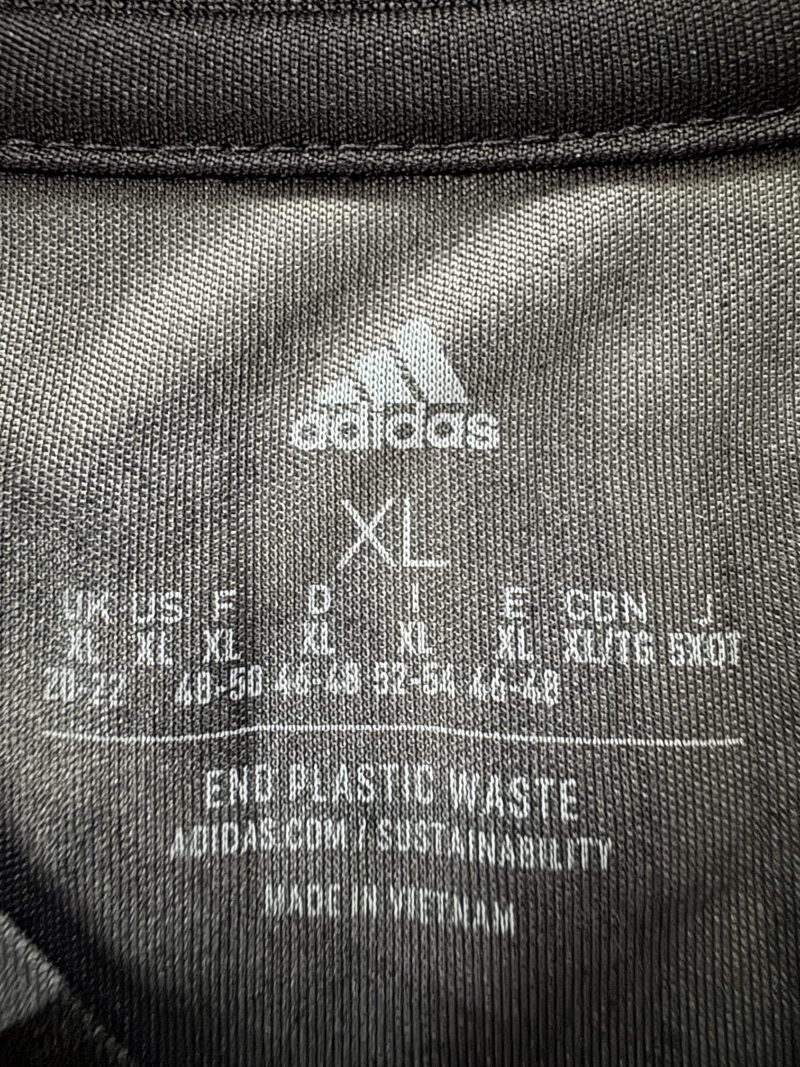 adidas
XL
UK US F D I E CDN J
XL XL XL XL XL XL XL/TG 5XOT
20-22 48-50 46-48 52-54 46-48
END PLASTIC WASTE
ADIDAS.COM / SUSTAINABILITY
MADE IN VIETNAM